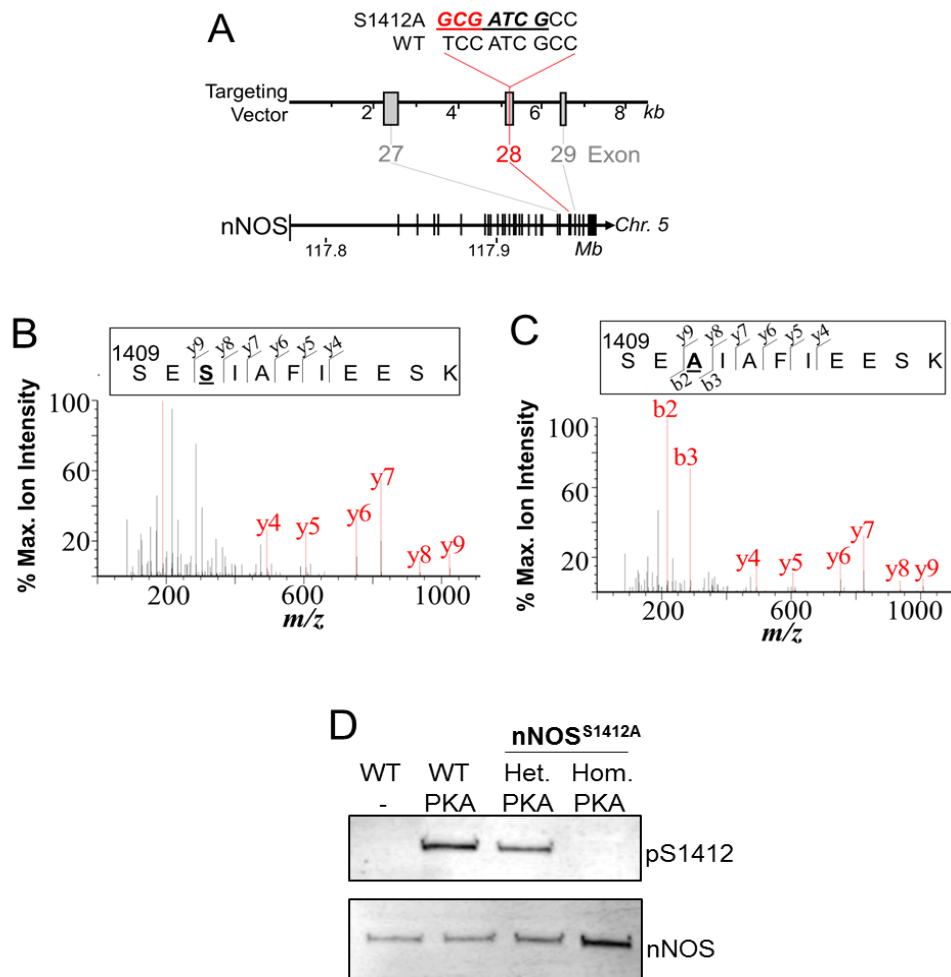 A
S1412A GCG ATC GCC
WT TCC ATC GCC
Targeting
Vector
2 4 6 8 kb
27 28 29 Exon
nNOS Chr. 5
117.8 117.9 Mb
B
1409
y9 y8 y7 y6 y5 y4
S E S I A F I E E S K
% Max. Ion Intensity
100
60
20
y4 y5 y6 y7 y8 y9
200 600 1000
m/z
C
1409
y9 y8 y7 y6 y5 y4
S E A I A F I E E S K
b2 b3
% Max. Ion Intensity
100
60
20
b2
b3
y4 y5 y6 y7 y8 y9
200 600 1000
m/z
D
nNOS^S1412A
WT WT Het. Hom.
- PKA PKA PKA
pS1412
nNOS